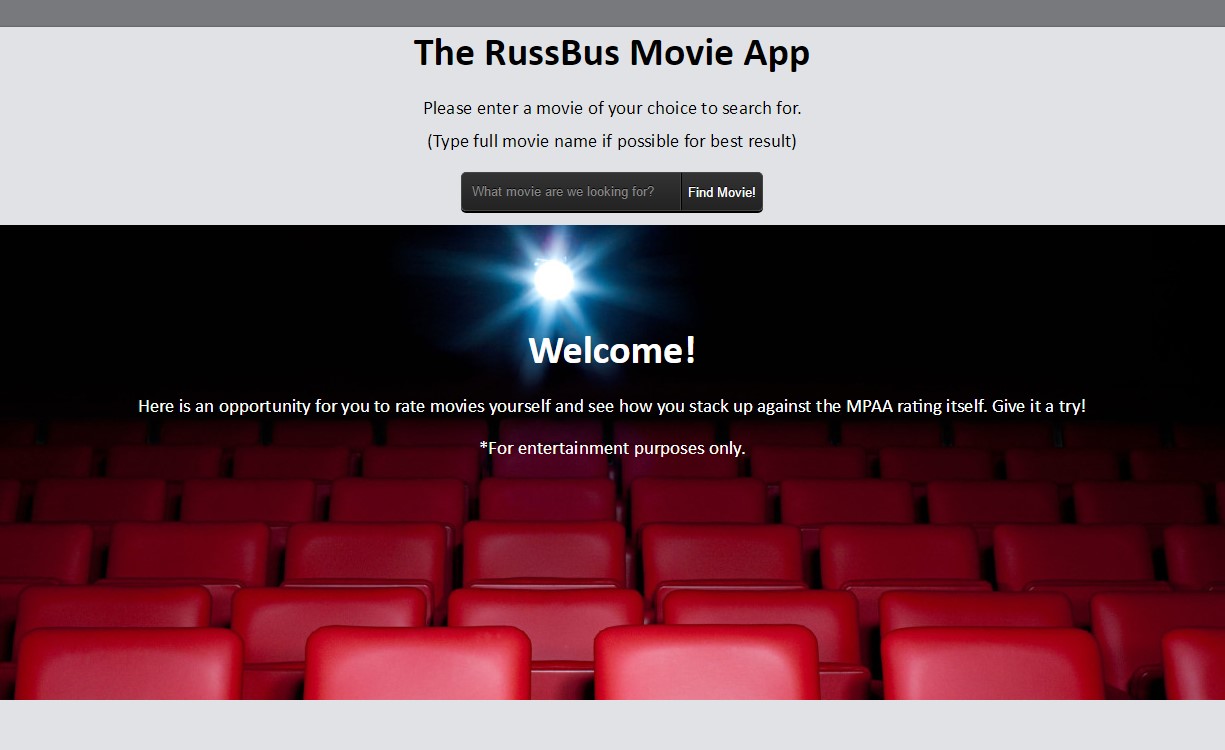 The RussBus Movie App
Please enter a movie of your choice to search for.
(Type full movie name if possible for best result)
What movie are we looking for?
Find Movie!
Welcome!
Here is an opportunity for you to rate movies yourself and see how you stack up against the MPAA rating itself. Give it a try!
*For entertainment purposes only.